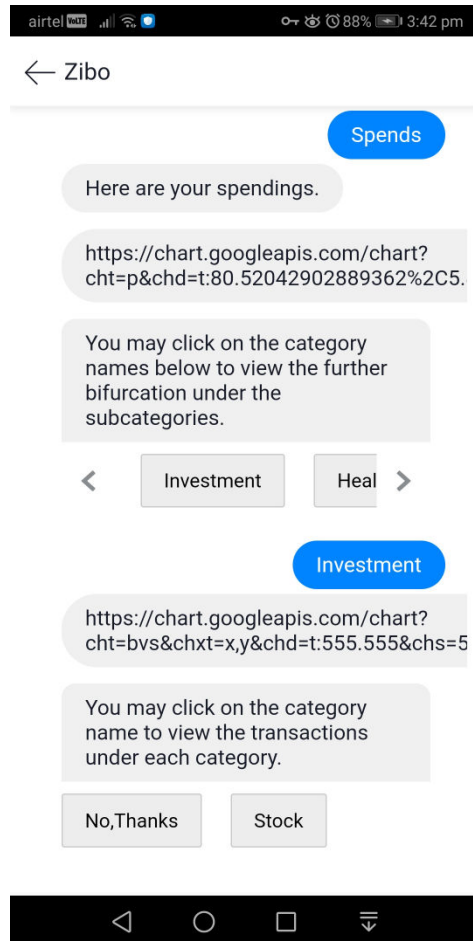 airtel VoLTE 88% 3:42 pm
Zibo
Spends
Here are your spendings.
https://chart.googleapis.com/chart?
cht=p&chd=t:80.52042902889362%2C5.
You may click on the category
names below to view the further
bifurcation under the
subcategories.
Investment Heal
Investment
https://chart.googleapis.com/chart?
cht=bvs&chxt=x,y&chd=t:555.555&chs=5
You may click on the category
name to view the transactions
under each category.
No,Thanks Stock